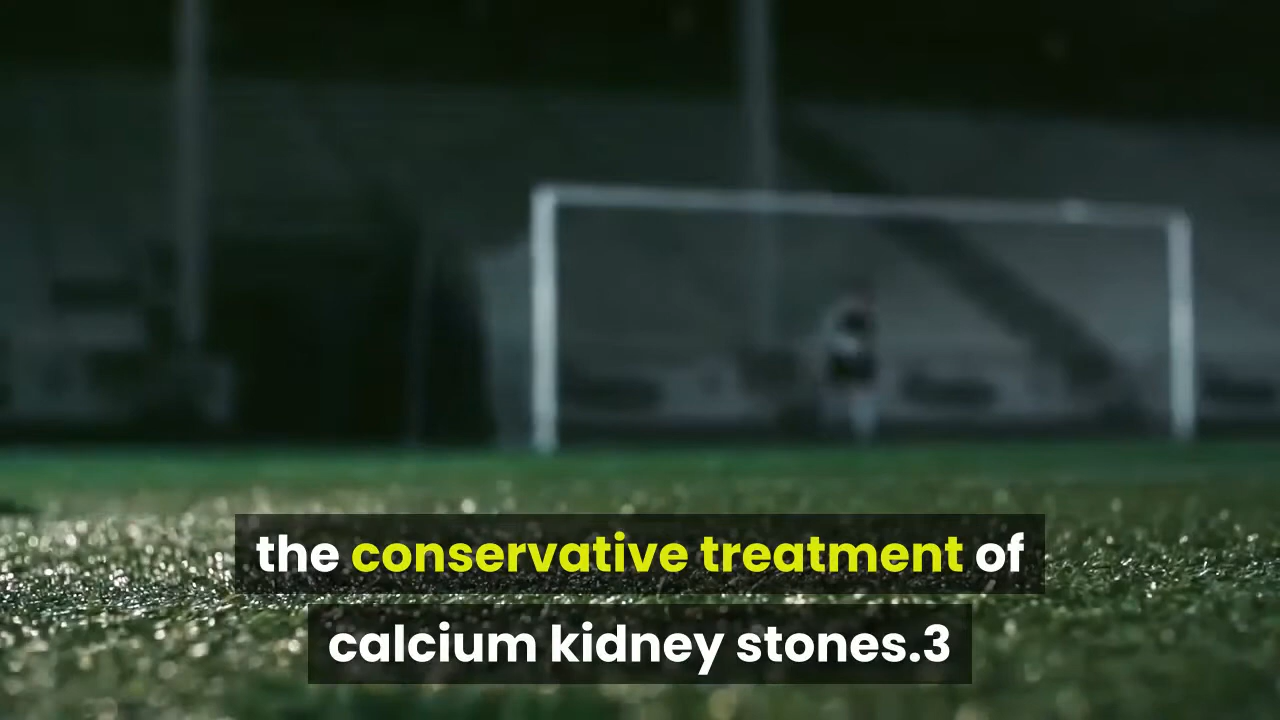 the conservative treatment of
calcium kidney stones.3